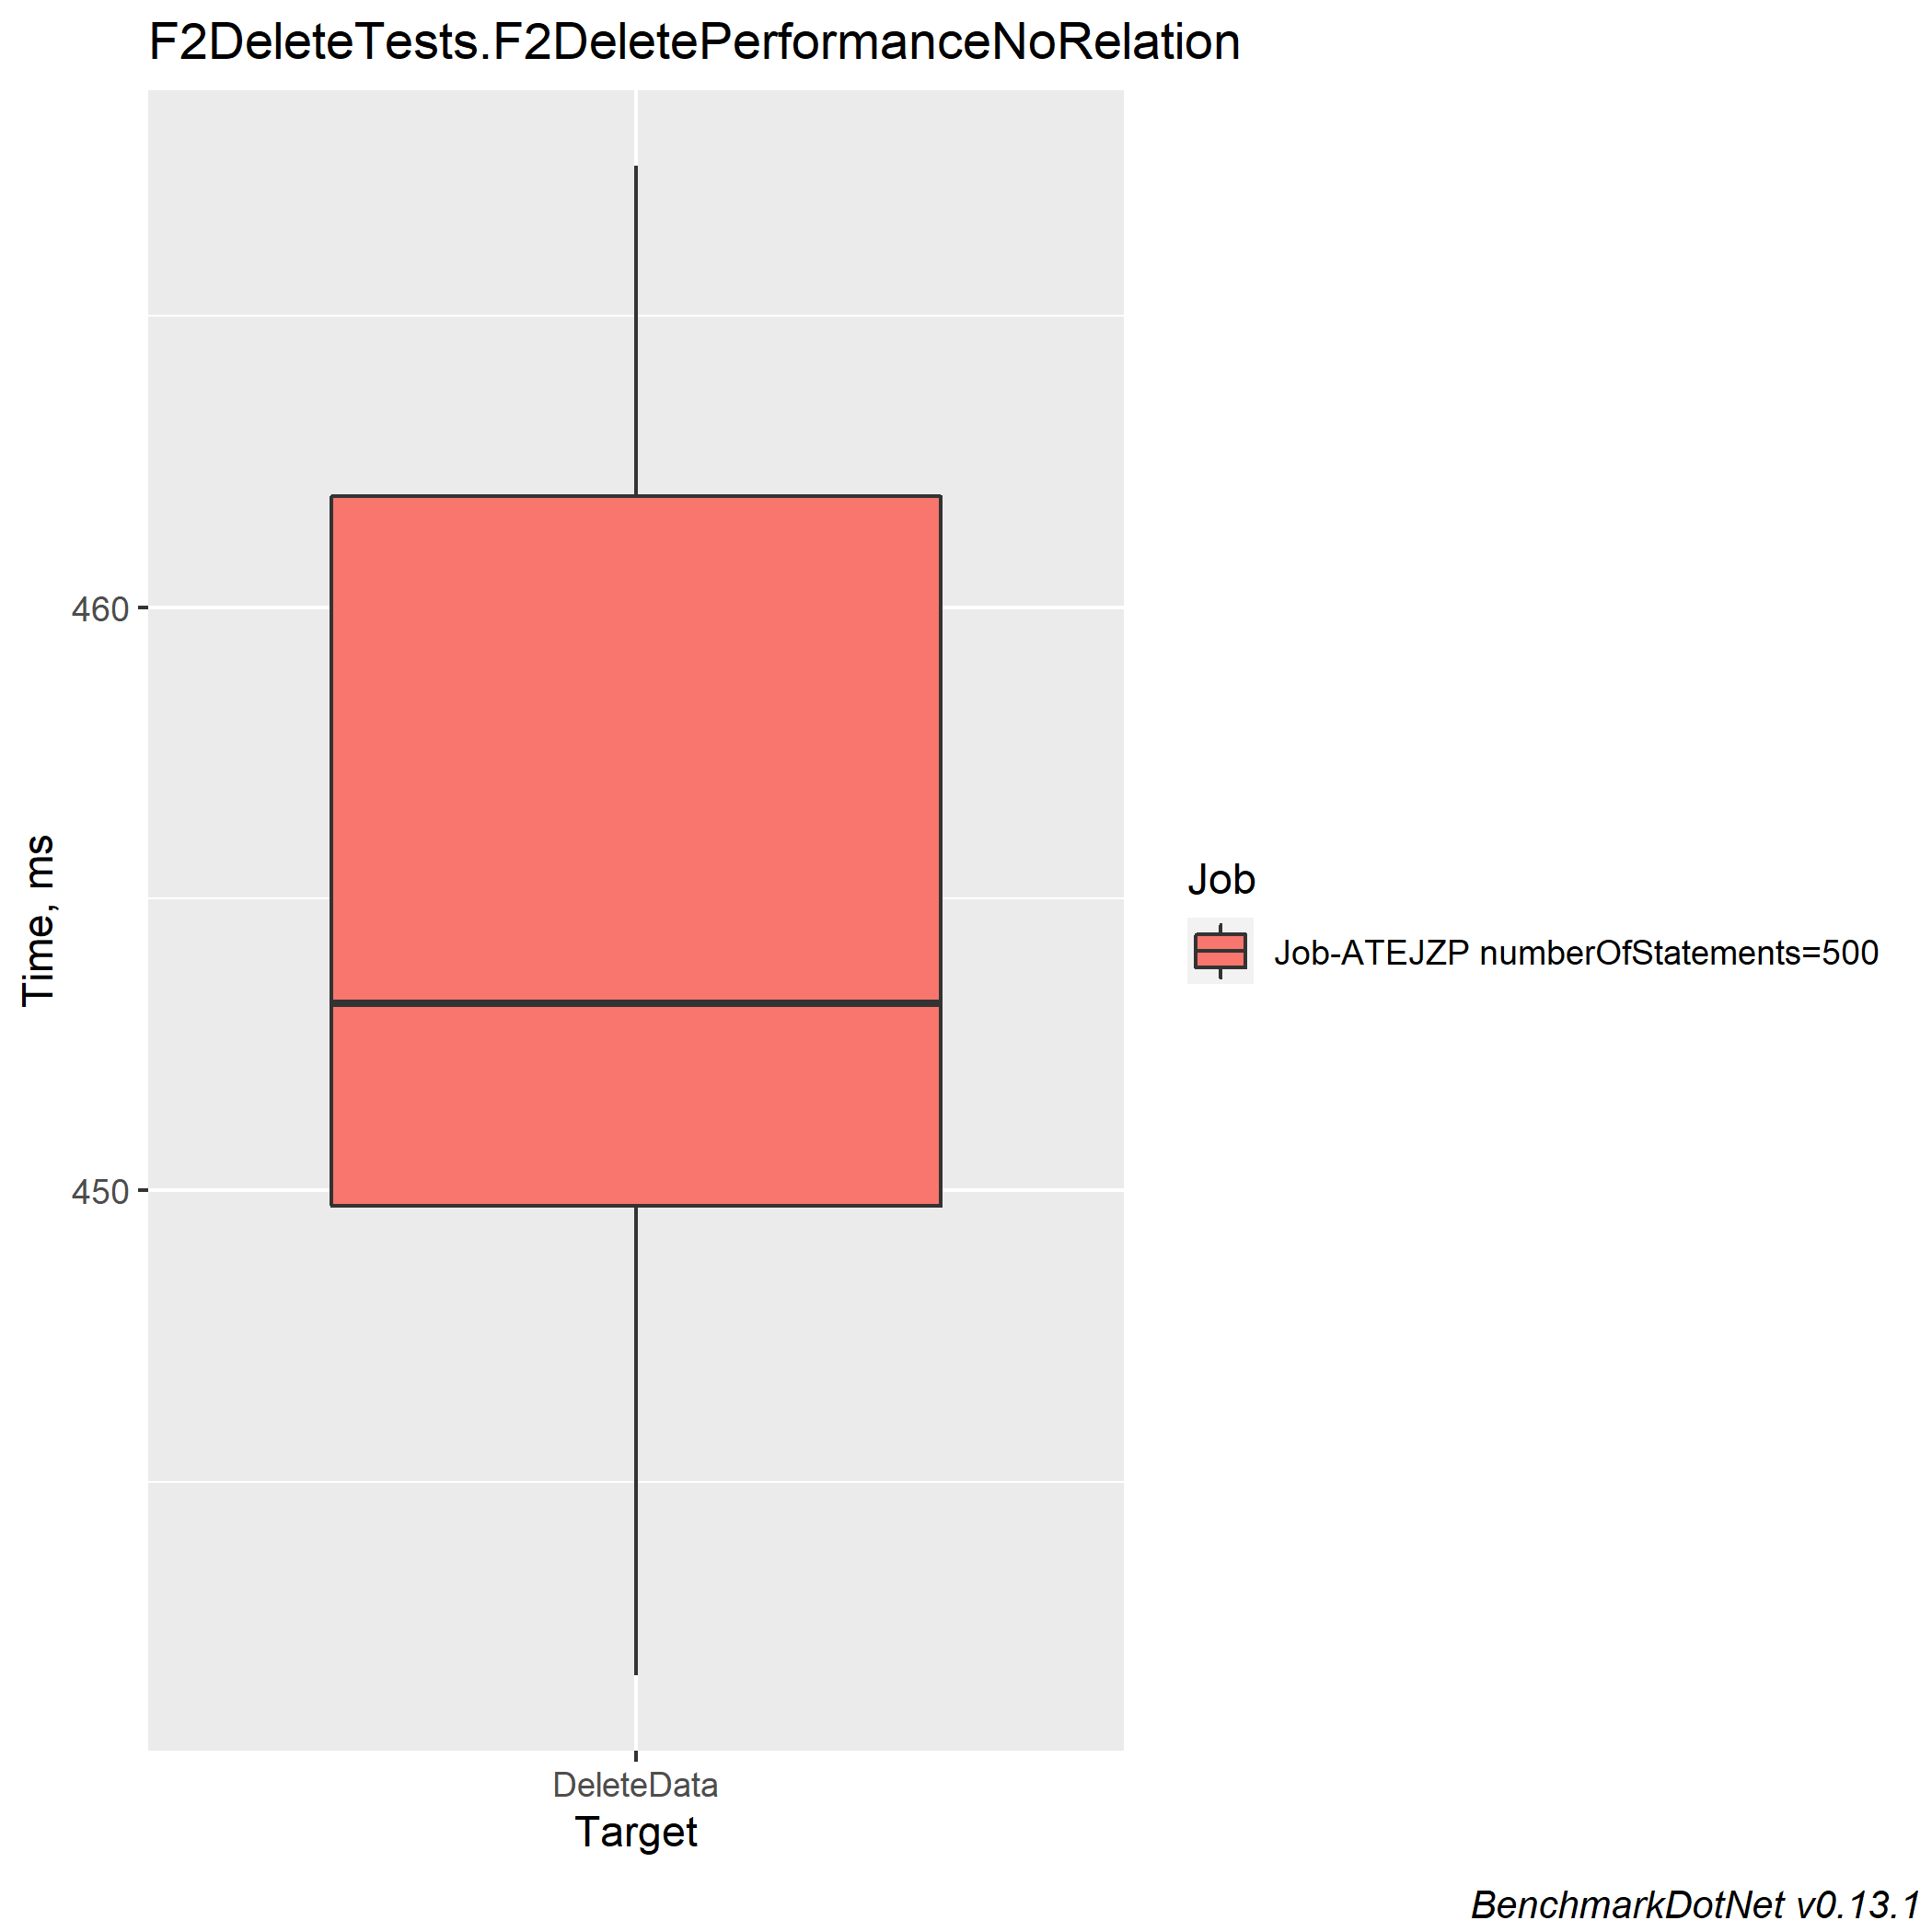 F2DeleteTests.F2DeletePerformanceNoRelation
460
450
Time, ms
DeleteData
Target
Job
Job-ATEJZP numberOfStatements=500
BenchmarkDotNet v0.13.1